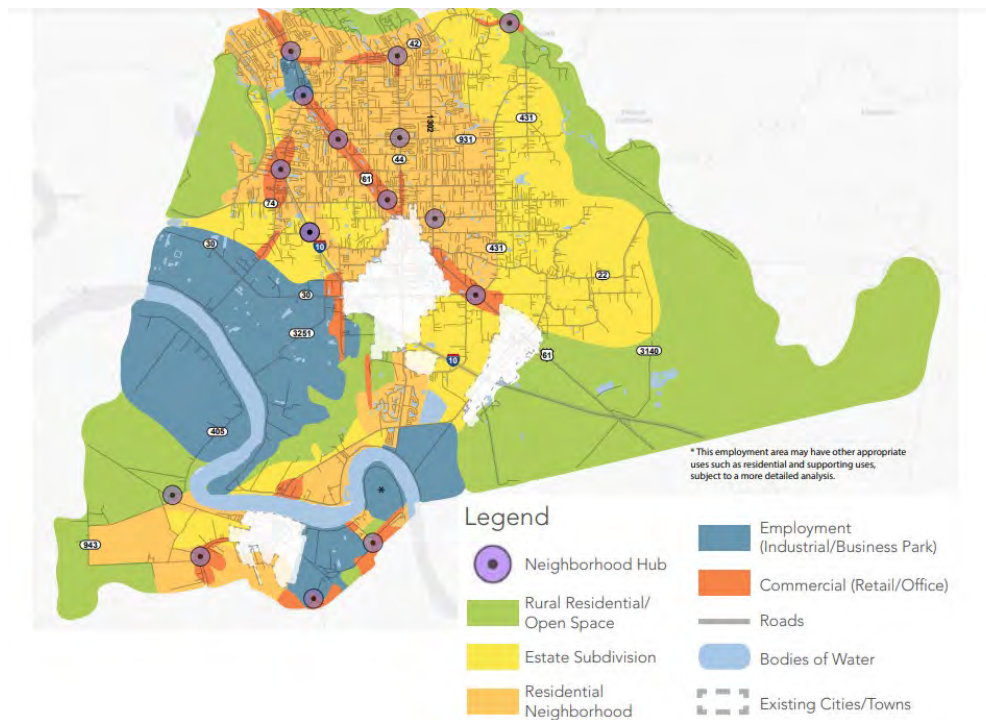 42
431
1302
931
44
61
74
10
30
431
22
30
3251
10
61
3140
405
943
*
* This employment area may have other appropriate
uses such as residential and supporting uses,
subject to a more detailed analysis.
Legend
Neighborhood Hub
Rural Residential/
Open Space
Estate Subdivision
Residential
Neighborhood
Employment
(Industrial/Business Park)
Commercial (Retail/Office)
Roads
Bodies of Water
Existing Cities/Towns